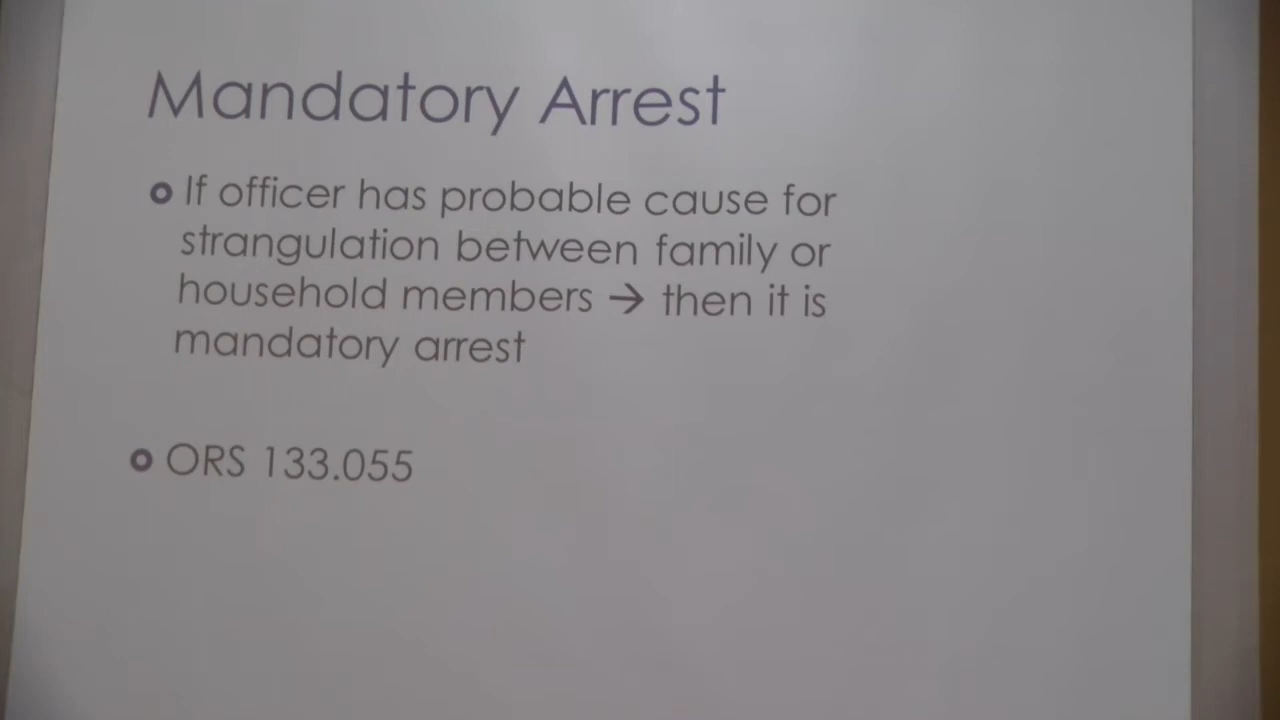 Mandatory Arrest
If officer has probable cause for
strangulation between family or
household members → then it is
mandatory arrest
ORS 133.055